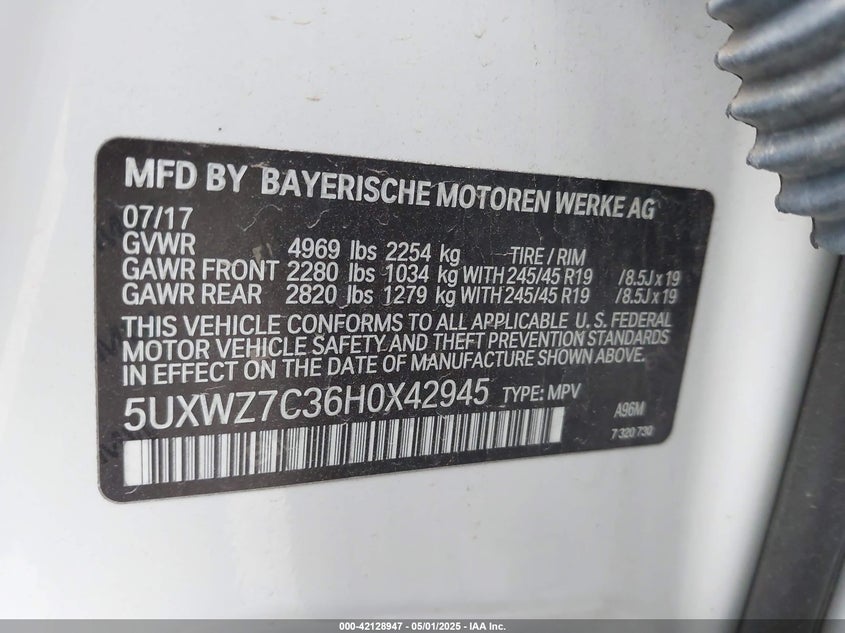 MFD BY BAYERISCHE MOTOREN WERKE AG
07/17
GVWR 4969 lbs 2254 kg TIRE / RIM
GAWR FRONT 2280 lbs 1034 kg WITH 245/45 R19 /8.5J x 19
GAWR REAR 2820 lbs 1279 kg WITH 245/45 R19 /8.5J x 19
THIS VEHICLE CONFORMS TO ALL APPLICABLE U. S. FEDERAL
MOTOR VEHICLE SAFETY AND THEFT PREVENTION STANDARDS
IN EFFECT ON THE DATE OF MANUFACTURE SHOWN ABOVE.
5UXWZ7C36H0X42945 TYPE: MPV
A96M
7 320 730
000-42128947 - 05/01/2025 - IAA Inc.